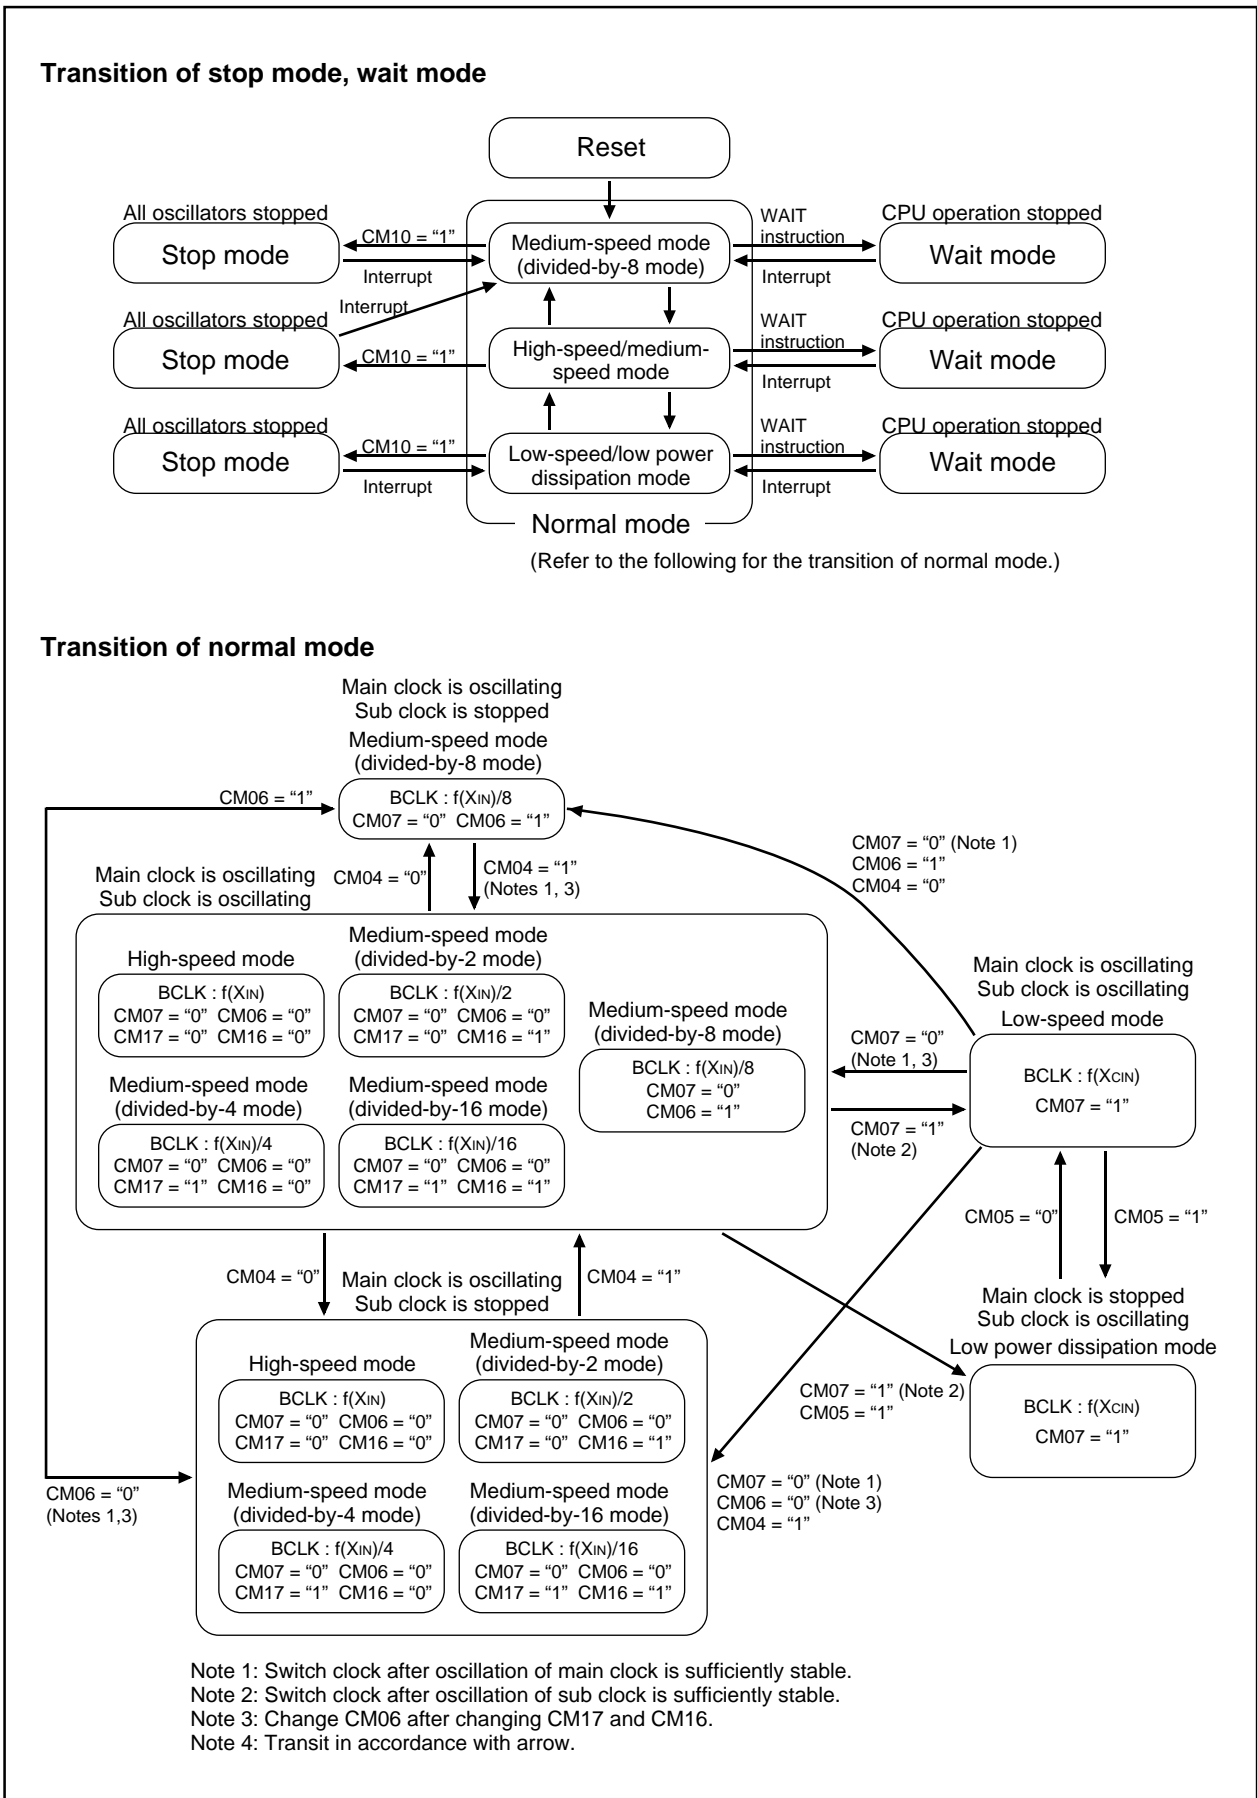 Transition of stop mode, wait mode
Reset
All oscillators stopped
Stop mode
CM10 = “1”
Interrupt
Medium-speed mode
(divided-by-8 mode)
WAIT
instruction
Interrupt
CPU operation stopped
Wait mode
Interrupt
All oscillators stopped
Stop mode
CM10 = “1”
High-speed/medium-
speed mode
WAIT
instruction
Interrupt
CPU operation stopped
Wait mode
All oscillators stopped
Stop mode
CM10 = “1”
Interrupt
Low-speed/low power
dissipation mode
WAIT
instruction
Interrupt
CPU operation stopped
Wait mode
Normal mode
(Refer to the following for the transition of normal mode.)
Transition of normal mode
Main clock is oscillating
Sub clock is stopped
Medium-speed mode
(divided-by-8 mode)
CM06 = “1”
BCLK : f(XIN)/8
CM07 = “0” CM06 = “1”
CM07 = “0” (Note 1)
CM06 = “1”
CM04 = “0”
CM04 = “0”
CM04 = “1”
(Notes 1, 3)
Main clock is oscillating
Sub clock is oscillating
High-speed mode
BCLK : f(XIN)
CM07 = “0” CM06 = “0”
CM17 = “0” CM16 = “0”
Medium-speed mode
(divided-by-2 mode)
BCLK : f(XIN)/2
CM07 = “0” CM06 = “0”
CM17 = “0” CM16 = “1”
Medium-speed mode
(divided-by-8 mode)
BCLK : f(XIN)/8
CM07 = “0”
CM06 = “1”
Medium-speed mode
(divided-by-4 mode)
BCLK : f(XIN)/4
CM07 = “0” CM06 = “0”
CM17 = “1” CM16 = “0”
Medium-speed mode
(divided-by-16 mode)
BCLK : f(XIN)/16
CM07 = “0” CM06 = “0”
CM17 = “1” CM16 = “1”
CM07 = “0”
(Note 1, 3)
CM07 = “1”
(Note 2)
Main clock is oscillating
Sub clock is oscillating
Low-speed mode
BCLK : f(XCIN)
CM07 = “1”
CM05 = “0”
CM05 = “1”
CM04 = “0”
Main clock is oscillating
Sub clock is stopped
CM04 = “1”
Main clock is stopped
Sub clock is oscillating
Low power dissipation mode
BCLK : f(XCIN)
CM07 = “1”
CM07 = “1” (Note 2)
CM05 = “1”
High-speed mode
BCLK : f(XIN)
CM07 = “0” CM06 = “0”
CM17 = “0” CM16 = “0”
Medium-speed mode
(divided-by-2 mode)
BCLK : f(XIN)/2
CM07 = “0” CM06 = “0”
CM17 = “0” CM16 = “1”
CM06 = “0”
(Notes 1,3)
Medium-speed mode
(divided-by-4 mode)
BCLK : f(XIN)/4
CM07 = “0” CM06 = “0”
CM17 = “1” CM16 = “0”
Medium-speed mode
(divided-by-16 mode)
BCLK : f(XIN)/16
CM07 = “0” CM06 = “0”
CM17 = “1” CM16 = “1”
CM07 = “0” (Note 1)
CM06 = “0” (Note 3)
CM04 = “1”
Note 1: Switch clock after oscillation of main clock is sufficiently stable.
Note 2: Switch clock after oscillation of sub clock is sufficiently stable.
Note 3: Change CM06 after changing CM17 and CM16.
Note 4: Transit in accordance with arrow.